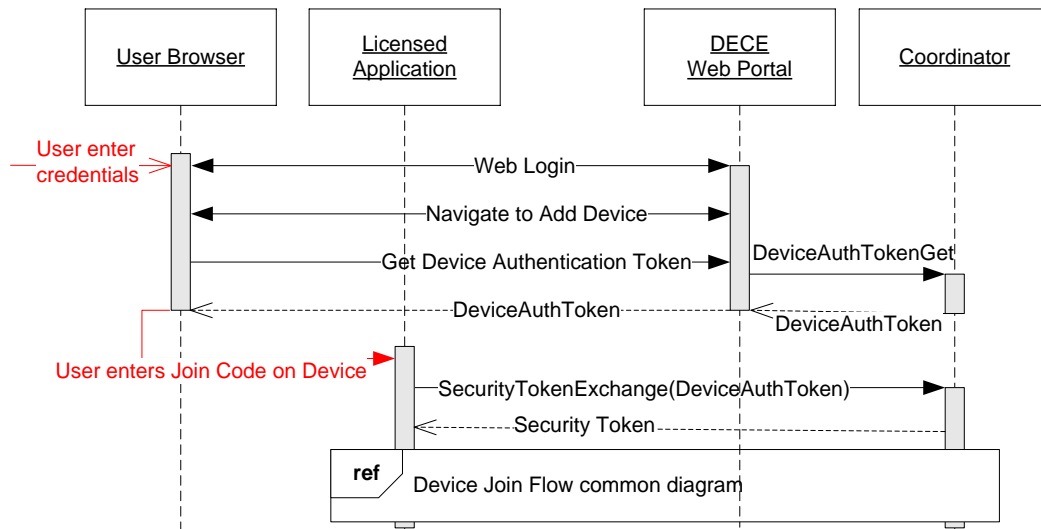 User Browser
Licensed
Application
DECE
Web Portal
Coordinator
User enter
credentials
Web Login
Navigate to Add Device
Get Device Authentication Token
DeviceAuthTokenGet
DeviceAuthToken
DeviceAuthToken
User enters Join Code on Device
SecurityTokenExchange(DeviceAuthToken)
Security Token
ref
Device Join Flow common diagram